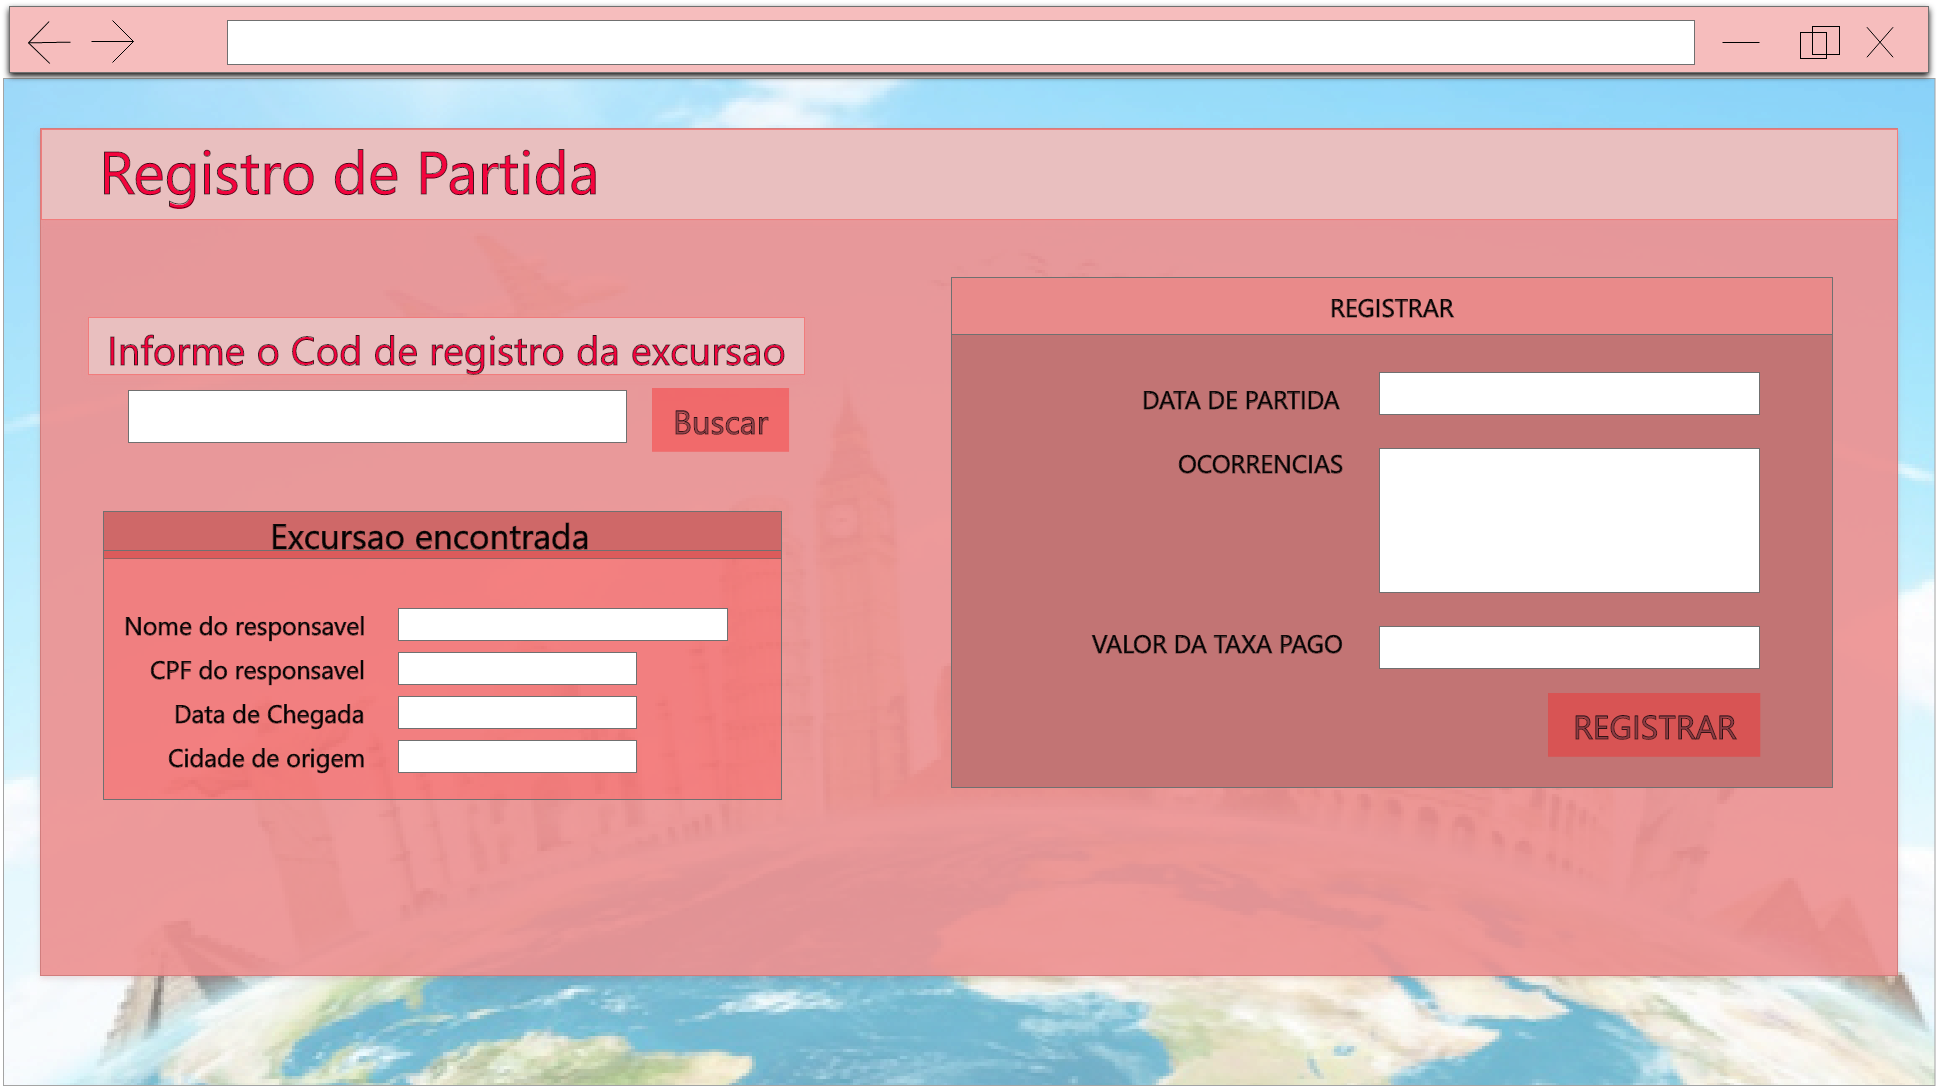 Registro de Partida
Informe o Cod de registro da excursao
Buscar
Excursao encontrada
Nome do responsavel
CPF do responsavel
Data de Chegada
Cidade de origem
REGISTRAR
DATA DE PARTIDA
OCORRENCIAS
VALOR DA TAXA PAGO
REGISTRAR